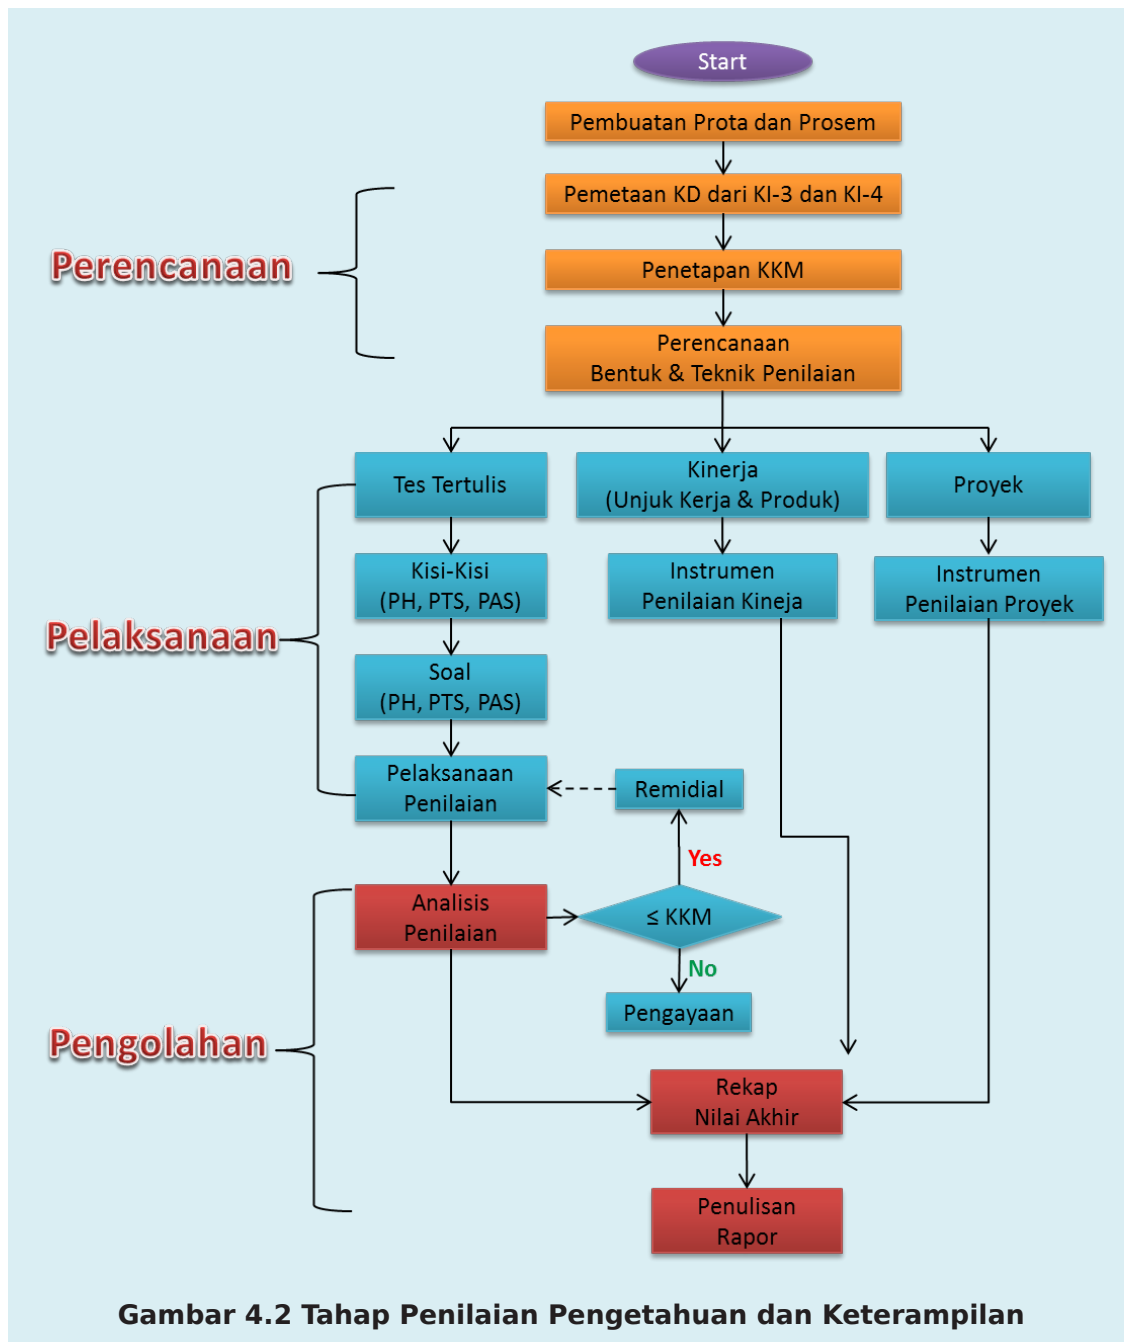 Start
Pembuatan Prota dan Prosem
Pemetaan KD dari KI-3 dan KI-4
Perencanaan
Penetapan KKM
Perencanaan
Bentuk & Teknik Penilaian
Tes Tertulis
Kinerja
(Unjuk Kerja & Produk)
Proyek
Kisi-Kisi
(PH, PTS, PAS)
Instrumen
Penilaian Kineja
Instrumen
Penilaian Proyek
Pelaksanaan
Soal
(PH, PTS, PAS)
Pelaksanaan
Penilaian
Remidial
Yes
Analisis
Penilaian
≤ KKM
No
Pengayaan
Pengolahan
Rekap
Nilai Akhir
Penulisan
Rapor
Gambar 4.2 Tahap Penilaian Pengetahuan dan Keterampilan